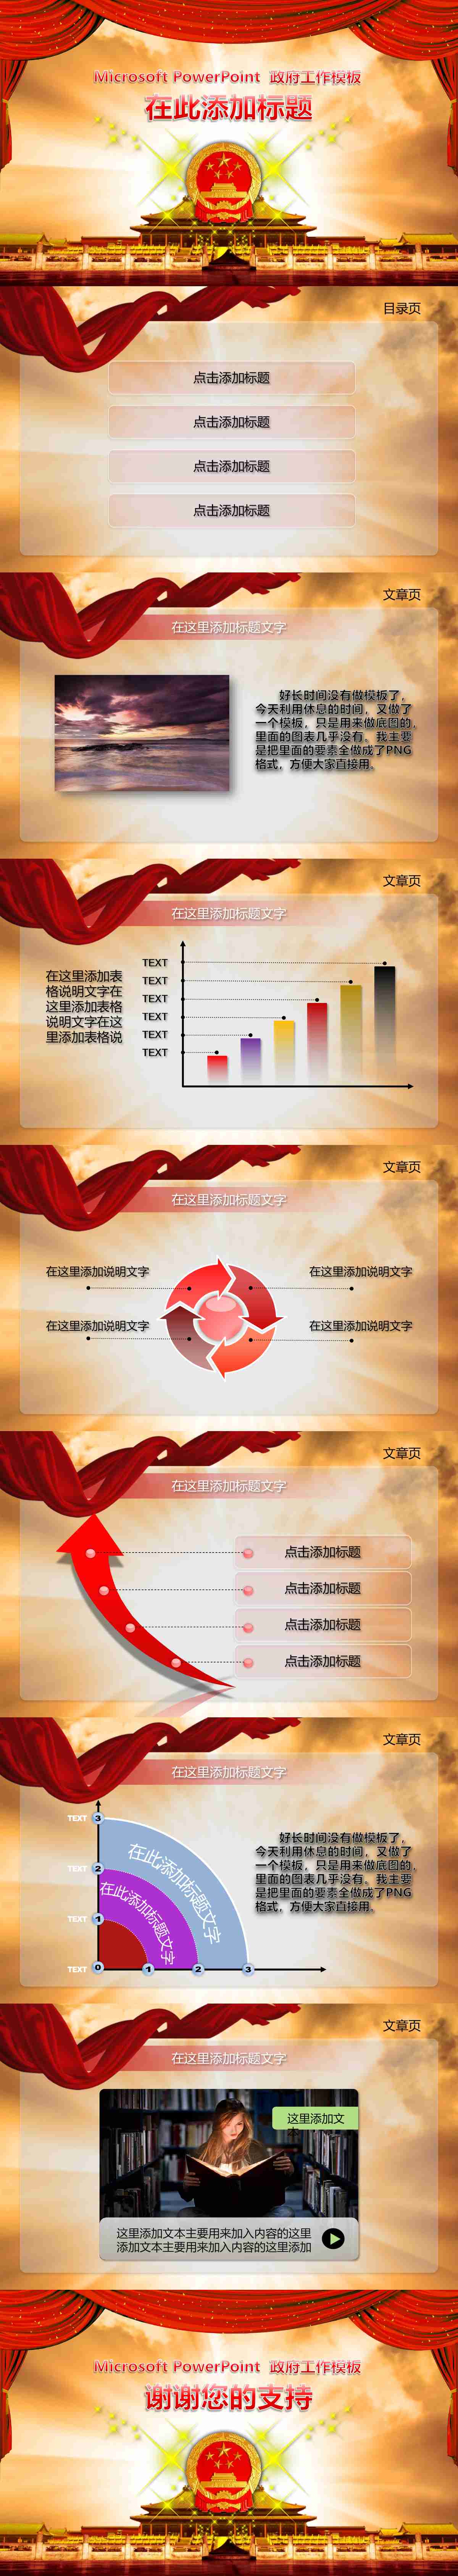 Microsoft PowerPoint 政府工作模板
在此添加标题
目录页
点击添加标题
点击添加标题
点击添加标题
点击添加标题
文章页
在这里添加标题文字
好长时间没有做模板了，
今天利用休息的时间，又做了
一个模板，只是用来做底图的，
里面的图表几乎没有。我主要
是把里面的要素全做成了PNG
格式，方便大家直接用。
文章页
在这里添加标题文字
在这里添加表
格说明文字在
这里添加表格
说明文字在这
里添加表格说
TEXT
TEXT
TEXT
TEXT
TEXT
TEXT
文章页
在这里添加标题文字
在这里添加说明文字
在这里添加说明文字
在这里添加说明文字
在这里添加说明文字
文章页
在这里添加标题文字
点击添加标题
点击添加标题
点击添加标题
点击添加标题
文章页
在这里添加标题文字
TEXT 3
TEXT 2
TEXT 1
TEXT 0 1 2 3
在此添加标题文字
在此添加标题文字
好长时间没有做模板了，
今天利用休息的时间，又做了
一个模板，只是用来做底图的，
里面的图表几乎没有。我主要
是把里面的要素全做成了PNG
格式，方便大家直接用。
文章页
在这里添加标题文字
这里添加文
本
这里添加文本主要用来加入内容的这里
添加文本主要用来加入内容的这里添加
Microsoft PowerPoint 政府工作模板
谢谢您的支持